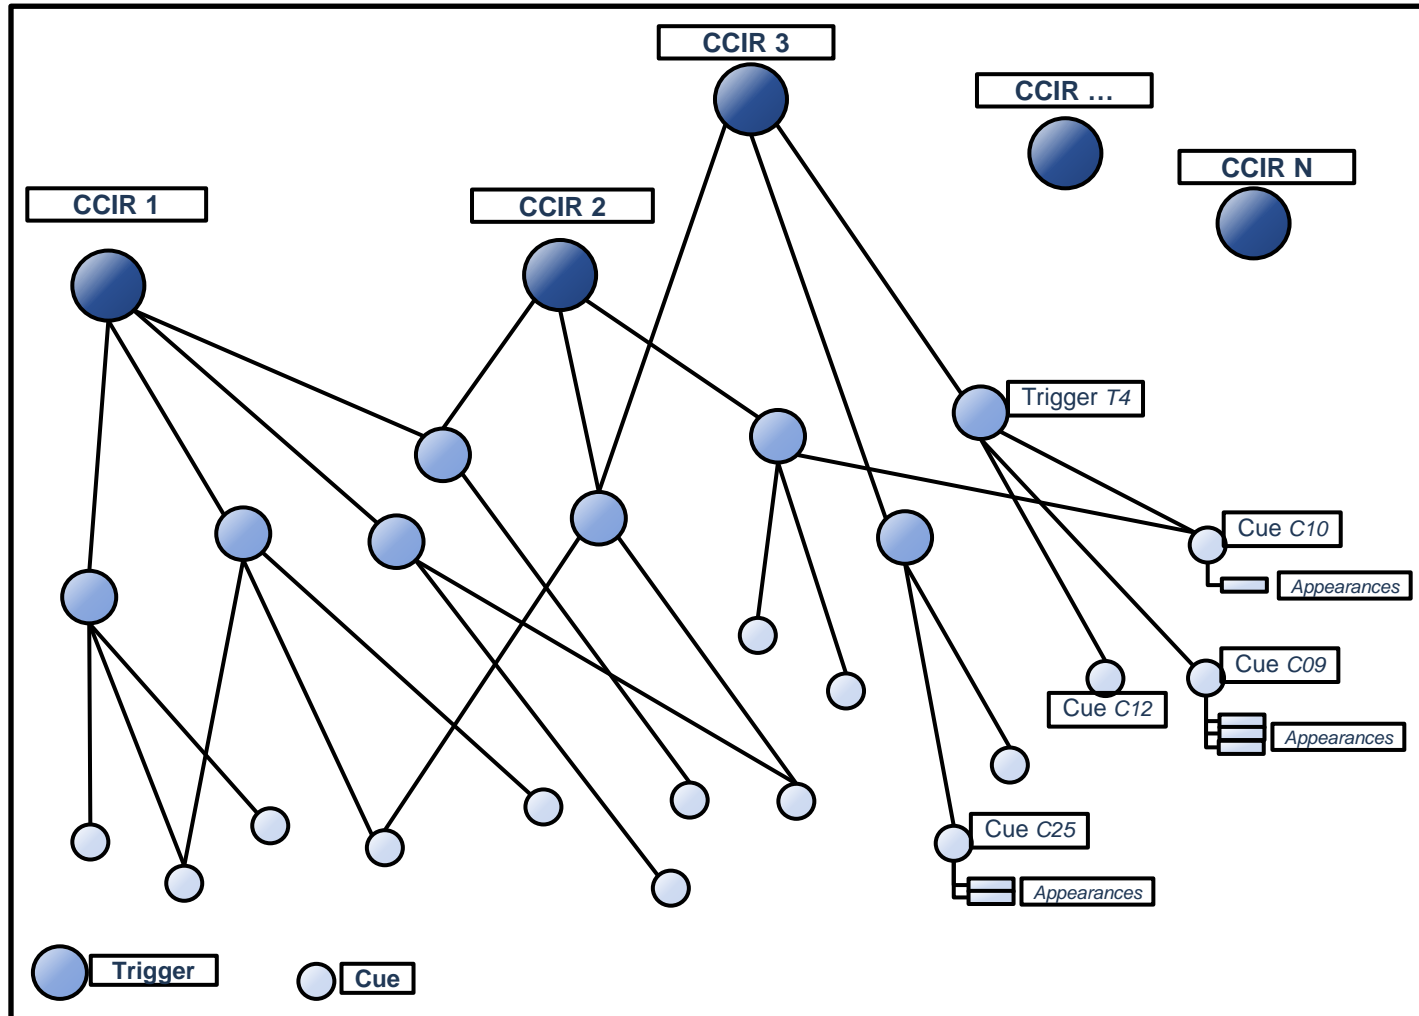 CCIR 3
CCIR ...
CCIR N
CCIR 1
CCIR 2
Trigger T4
Cue C10
Appearances
Cue C09
Cue C12
Appearances
Cue C25
Appearances
Trigger
Cue